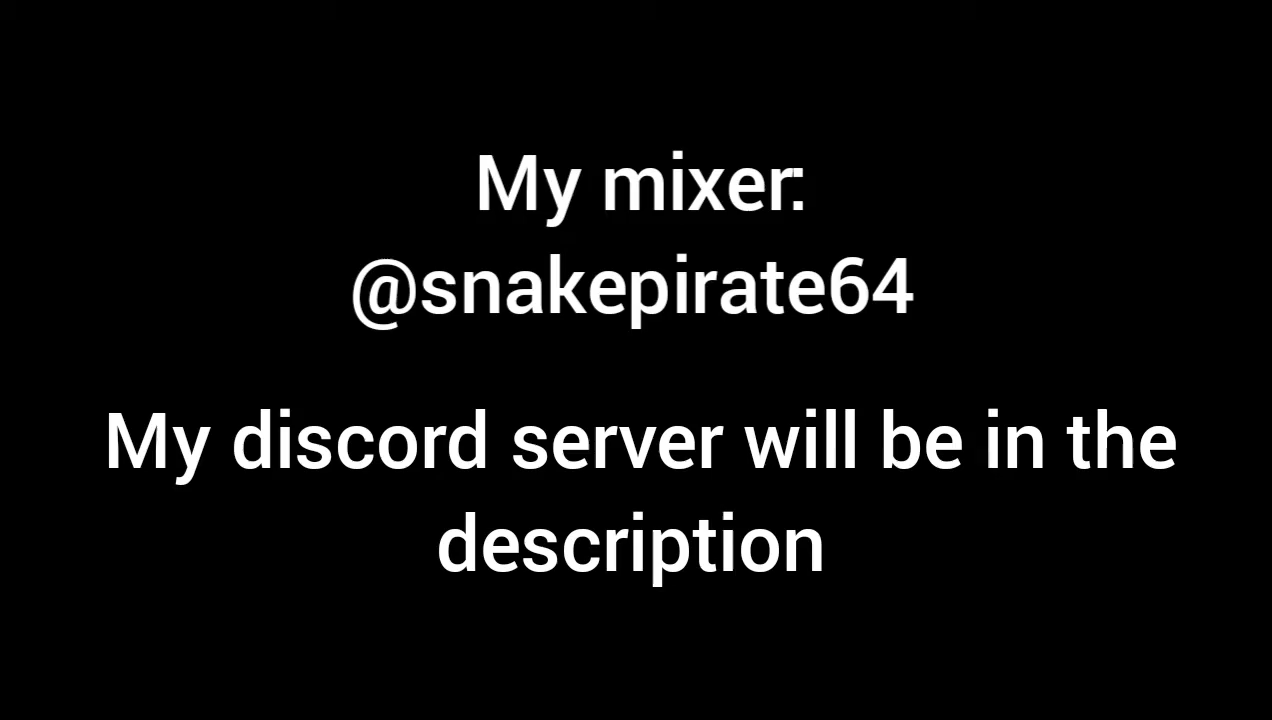 My mixer:
@snakepirate64
My discord server will be in the
description